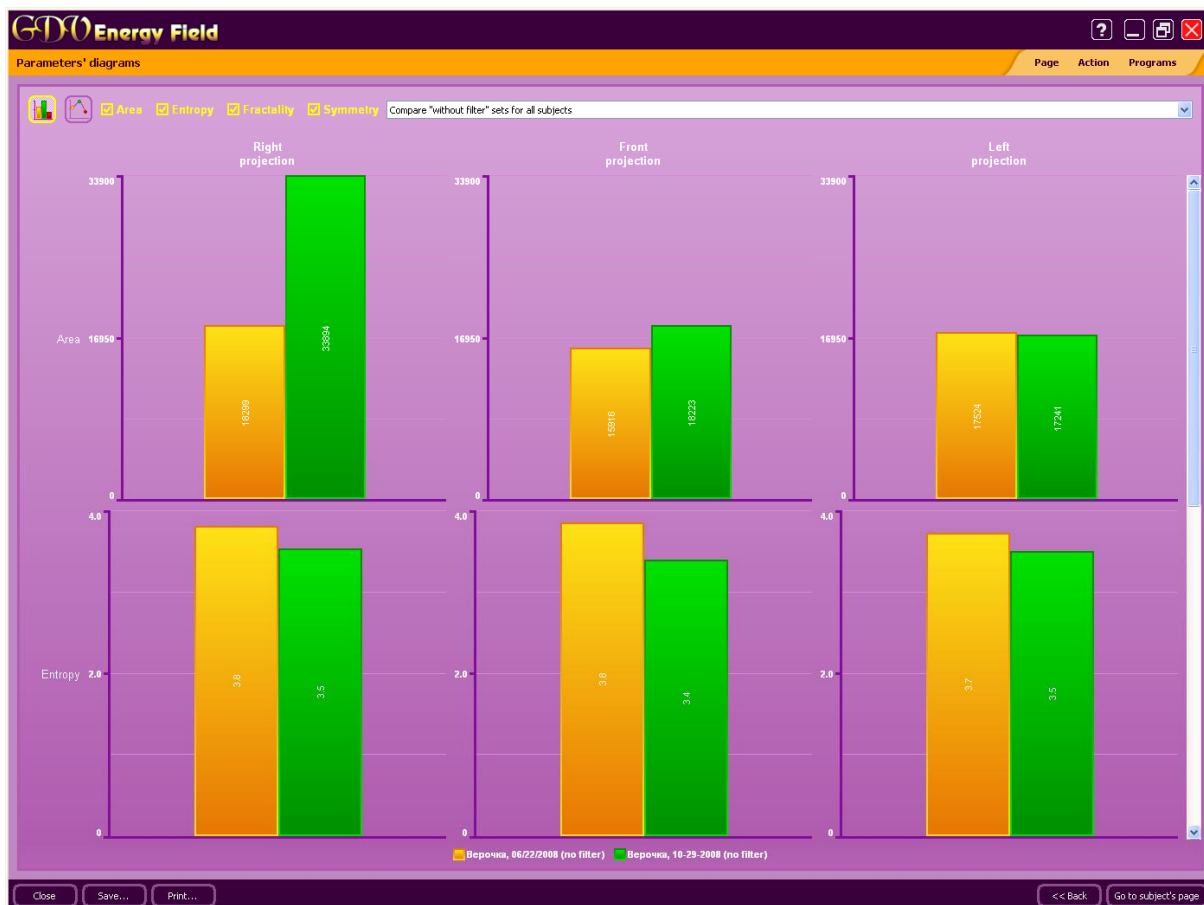 GDV Energy Field
?
Parameters' diagrams
Page Action Programs
Area Entropy Fractality Symmetry Compare "without filter" sets for all subjects
Right projection
Front projection
Left projection
33900 33900 33900
Area 16950 16950 16950
18299 33894 15916 18223 17524 17241
0 0 0
4.0 4.0 4.0
Entropy 2.0 2.0 2.0
3.8 3.5 3.8 3.4 3.7 3.5
0 0 0
Верочка, 06/22/2008 (no filter) Верочка, 10-29-2008 (no filter)
Close Save... Print... << Back Go to subject's page